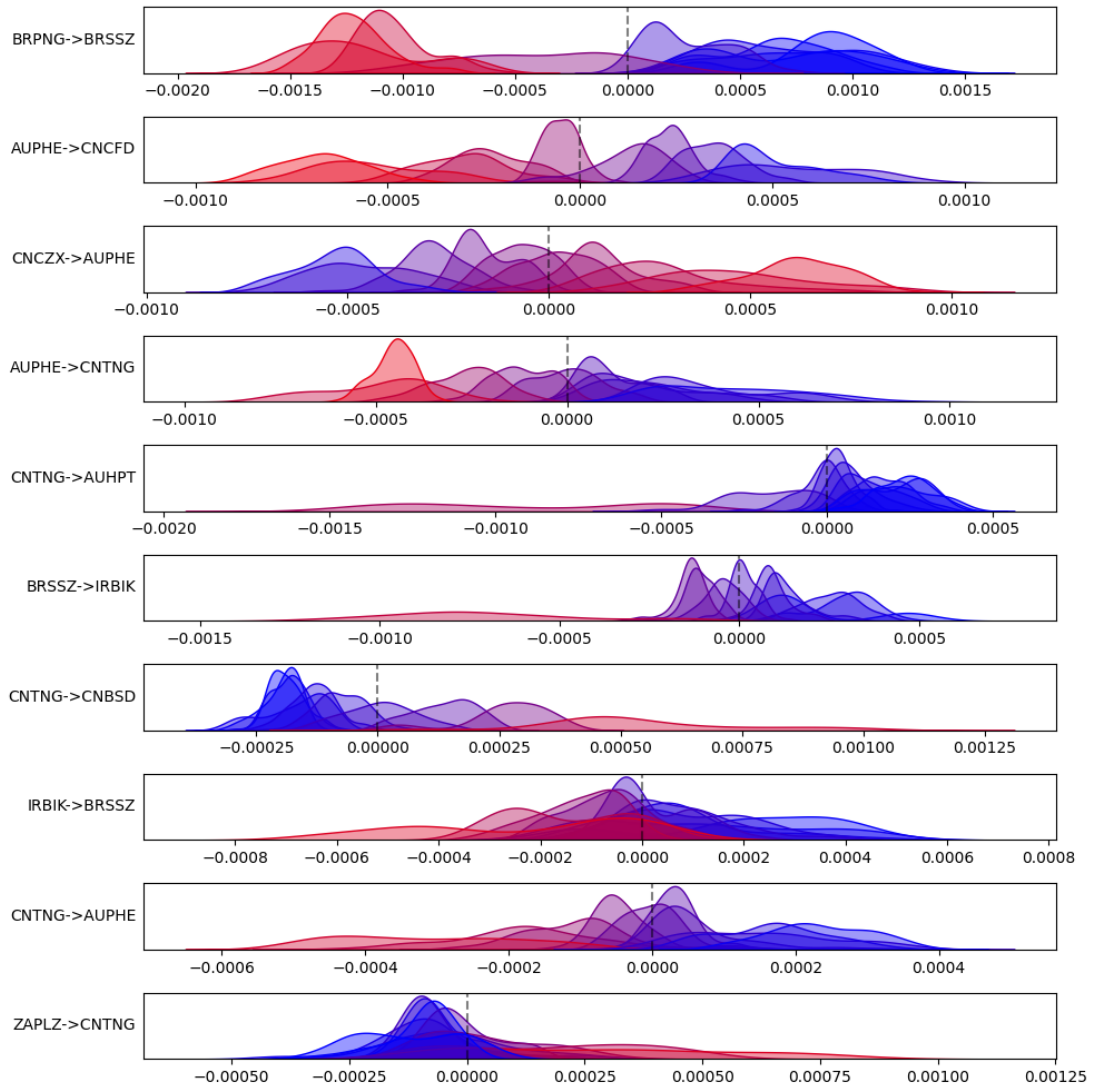 BRPNG->BRSSZ
−0.0020 −0.0015 −0.0010 −0.0005 0.0000 0.0005 0.0010 0.0015
AUPHE->CNCFD
−0.0010 −0.0005 0.0000 0.0005 0.0010
CNCZX->AUPHE
−0.0010 −0.0005 0.0000 0.0005 0.0010
AUPHE->CNTNG
−0.0010 −0.0005 0.0000 0.0005 0.0010
CNTNG->AUHPT
−0.0020 −0.0015 −0.0010 −0.0005 0.0000 0.0005
BRSSZ->IRBIK
−0.0015 −0.0010 −0.0005 0.0000 0.0005
CNTNG->CNBSD
−0.00025 0.00000 0.00025 0.00050 0.00075 0.00100 0.00125
IRBIK->BRSSZ
−0.0008 −0.0006 −0.0004 −0.0002 0.0000 0.0002 0.0004 0.0006 0.0008
CNTNG->AUPHE
−0.0006 −0.0004 −0.0002 0.0000 0.0002 0.0004
ZAPLZ->CNTNG
−0.00050 −0.00025 0.00000 0.00025 0.00050 0.00075 0.00100 0.00125